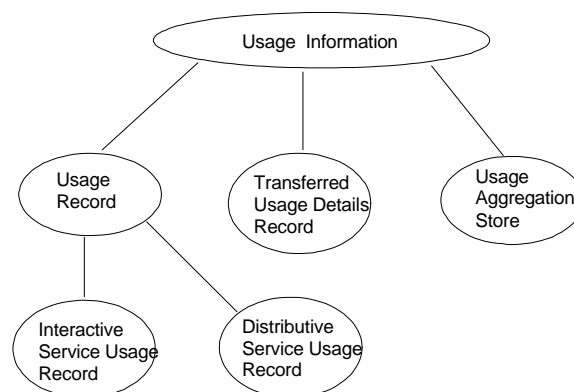 Usage Information
Usage
Record
Transferred
Usage Details
Record
Usage
Aggregation
Store
Interactive
Service Usage
Record
Distributive
Service Usage
Record